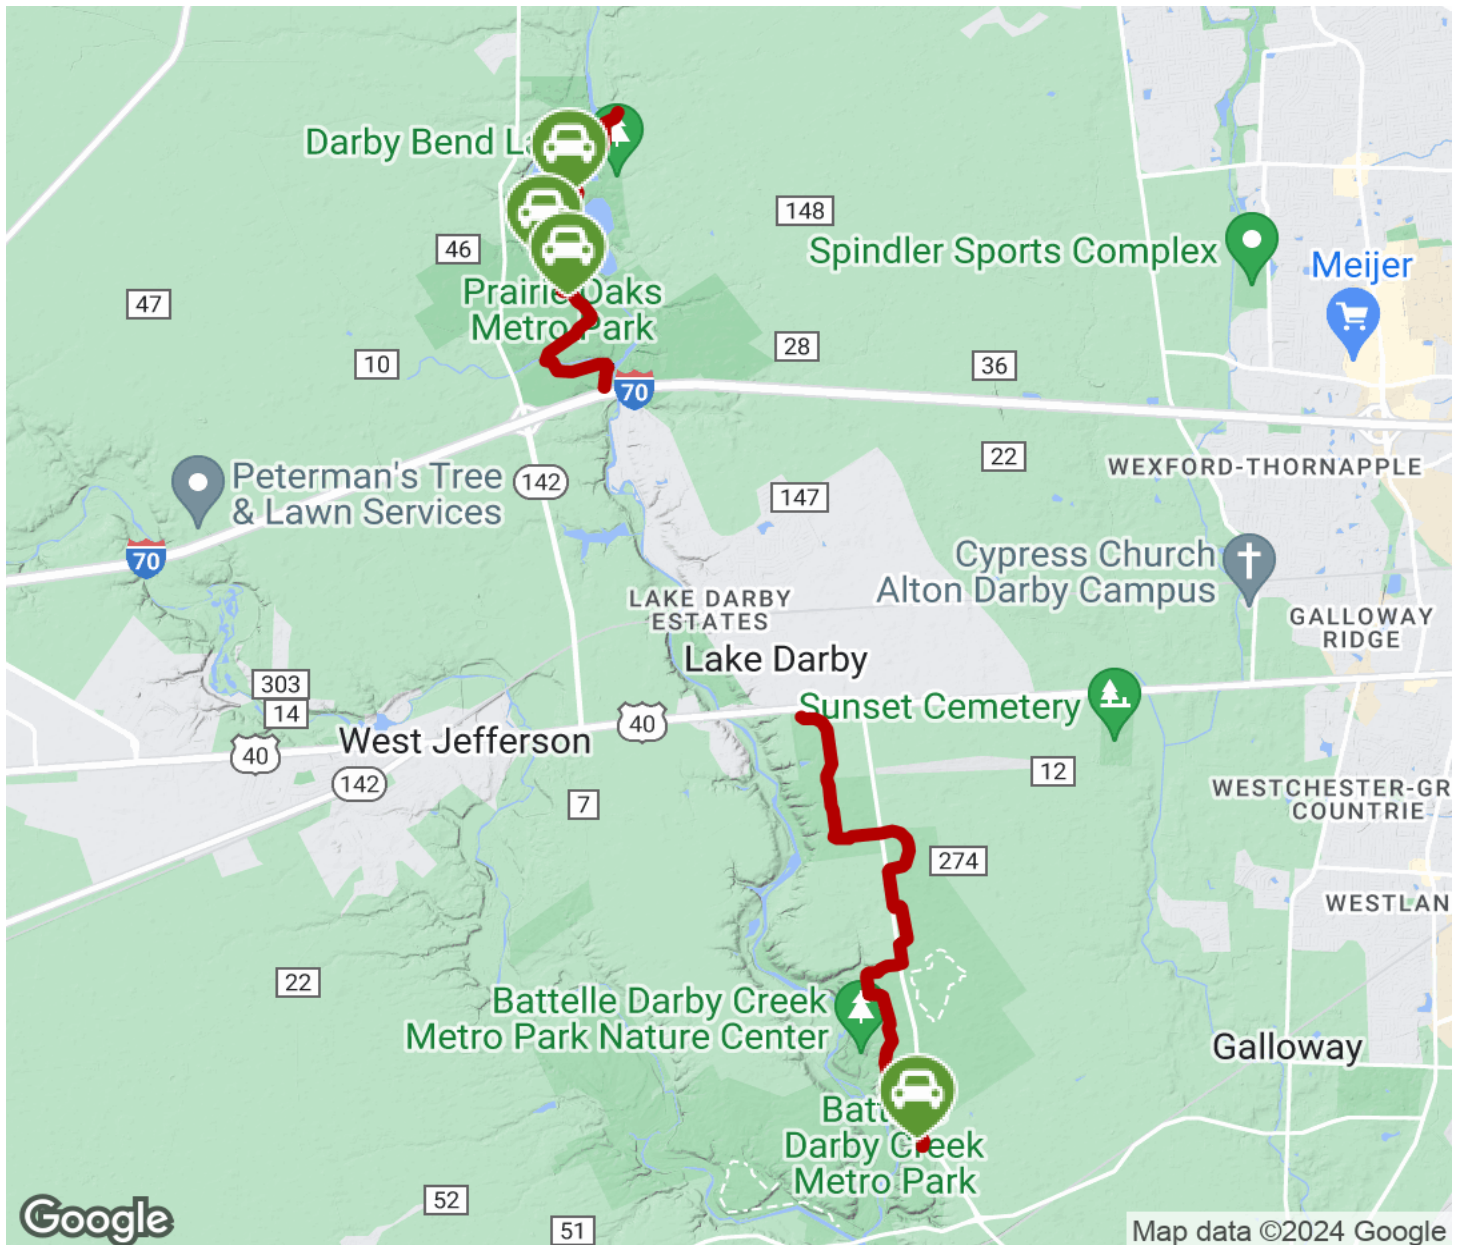 Darby Bend L
148
46
Spindler Sports Complex
Meijer
47
Prairie Oaks
Metro Park
28
10
36
70
22
WEXFORD-THORNAPPLE
Peterman's Tree
& Lawn Services
142
147
70
Cypress Church
Alton Darby Campus
LAKE DARBY
ESTATES
GALLOWAY
RIDGE
Lake Darby
303
14
Sunset Cemetery
40
West Jefferson
40
142
12
7
WESTCHESTER-GR
COUNTRIE
274
WESTLAN
22
Battelle Darby Creek
Metro Park Nature Center
Galloway
Batt
Darby Creek
Metro Park
52
51
Google
Map data ©2024 Google